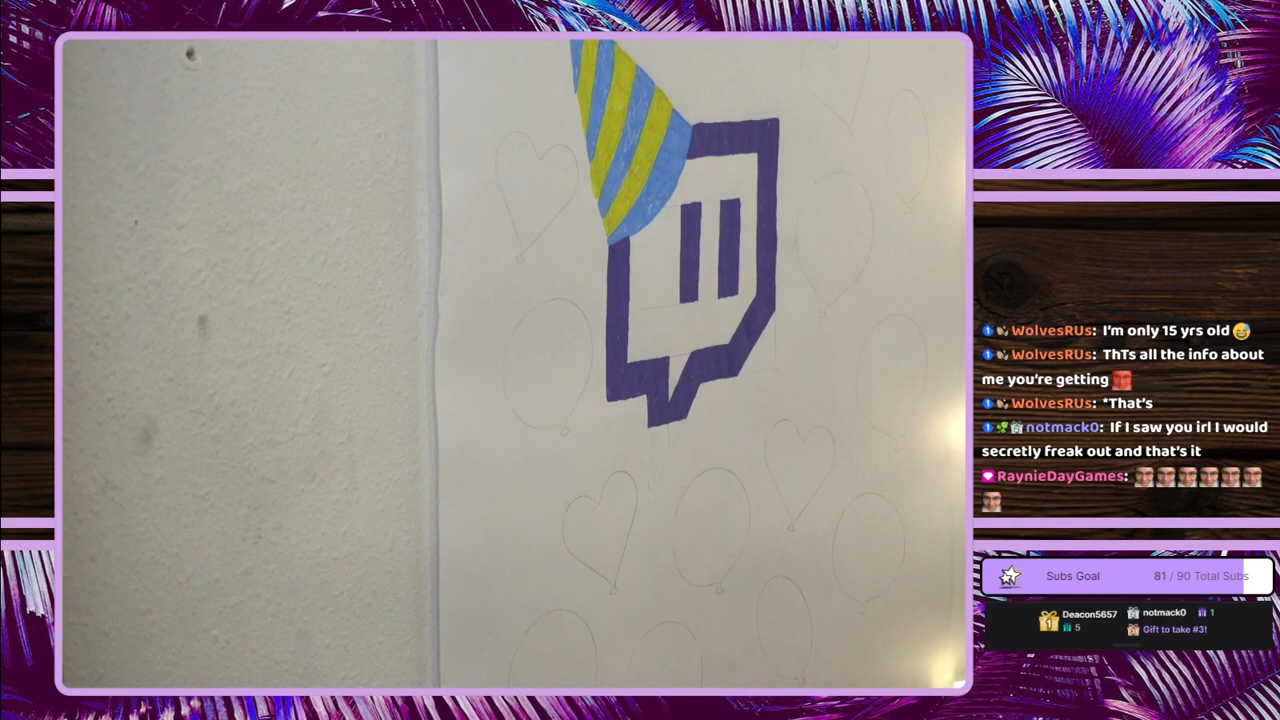 WolvesRUs: I'm only 15 yrs old 😅
WolvesRUs: ThTs all the info about
me you're getting
WolvesRUs: *That's
notmack0: If I saw you irl I would
secretly freak out and that's it
RaynieDayGames:
Subs Goal 81 / 90 Total Subs
1 Deacon5657 5
notmack0 1
Gift to take #3!